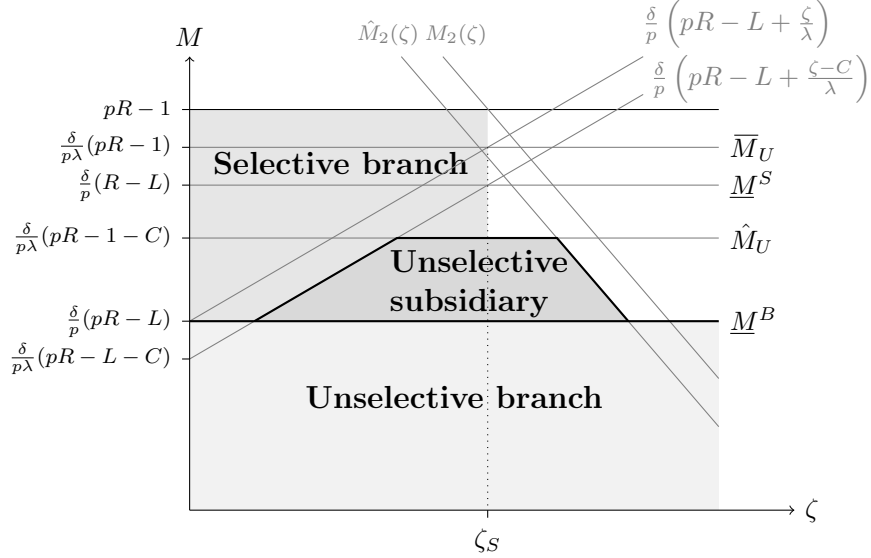 M̂₂(ζ) M₂(ζ)
δ/p (pR − L + ζ/λ)
δ/p (pR − L + (ζ−C)/λ)
M
pR − 1
δ/(pλ)(pR − 1)
M̅_U
Selective branch
δ/p(R − L)
M̲^S
δ/(pλ)(pR − 1 − C)
M̂_U
Unselective
subsidiary
δ/p(pR − L)
M̲^B
δ/(pλ)(pR − L − C)
Unselective branch
ζ
ζ_S